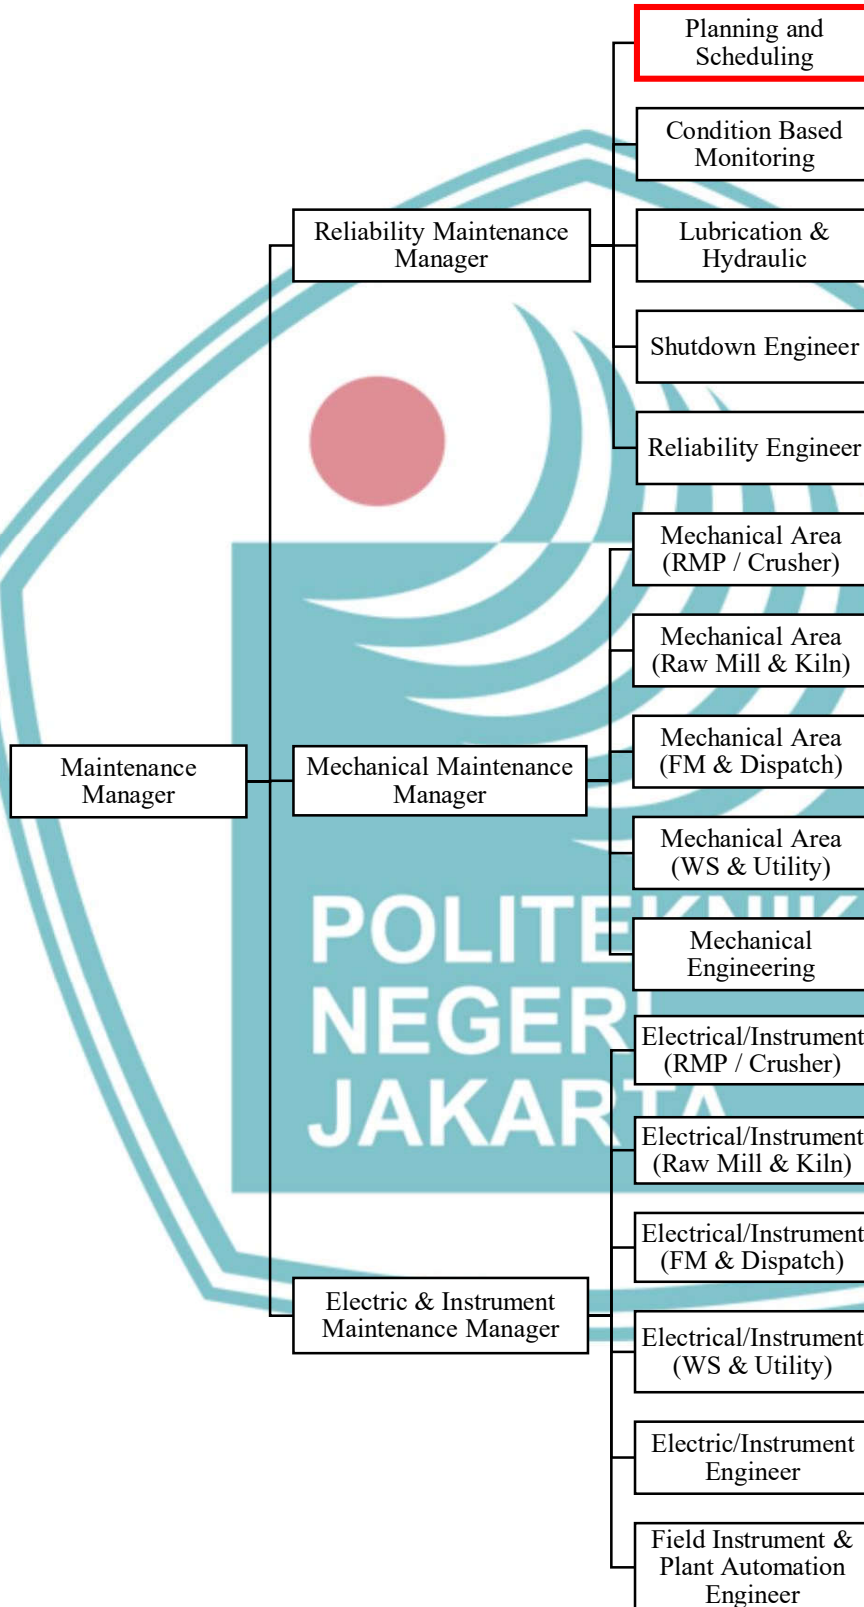 Planning and
Scheduling
Condition Based
Monitoring
Reliability Maintenance
Manager
Lubrication &
Hydraulic
Shutdown Engineer
Reliability Engineer
Mechanical Area
(RMP / Crusher)
Mechanical Area
(Raw Mill & Kiln)
Maintenance
Manager
Mechanical Maintenance
Manager
Mechanical Area
(FM & Dispatch)
Mechanical Area
(WS & Utility)
Mechanical
Engineering
Electrical/Instrument
(RMP / Crusher)
Electrical/Instrument
(Raw Mill & Kiln)
Electrical/Instrument
(FM & Dispatch)
Electric & Instrument
Maintenance Manager
Electrical/Instrument
(WS & Utility)
Electric/Instrument
Engineer
Field Instrument &
Plant Automation
Engineer
POLITEKNIK
NEGERI
JAKARTA